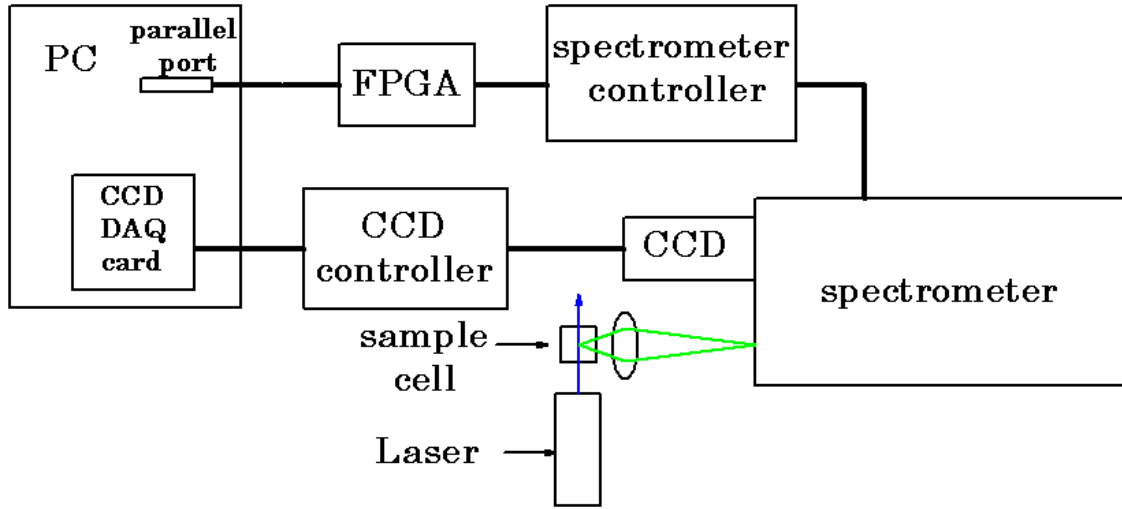 PC
parallel
port
FPGA
spectrometer
controller
CCD
DAQ
card
CCD
controller
CCD
spectrometer
sample
cell
Laser